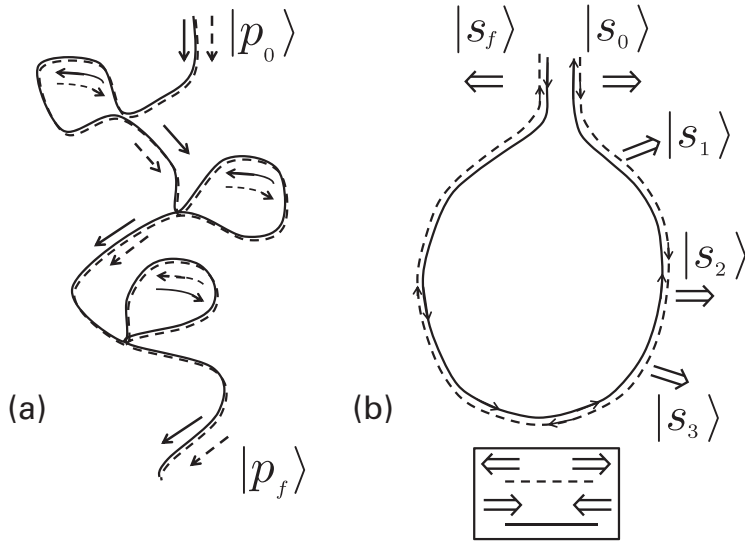 |p₀⟩
(a)
|p_f⟩
|s_f⟩ |s₀⟩
|s₁⟩
|s₂⟩
|s₃⟩
(b)